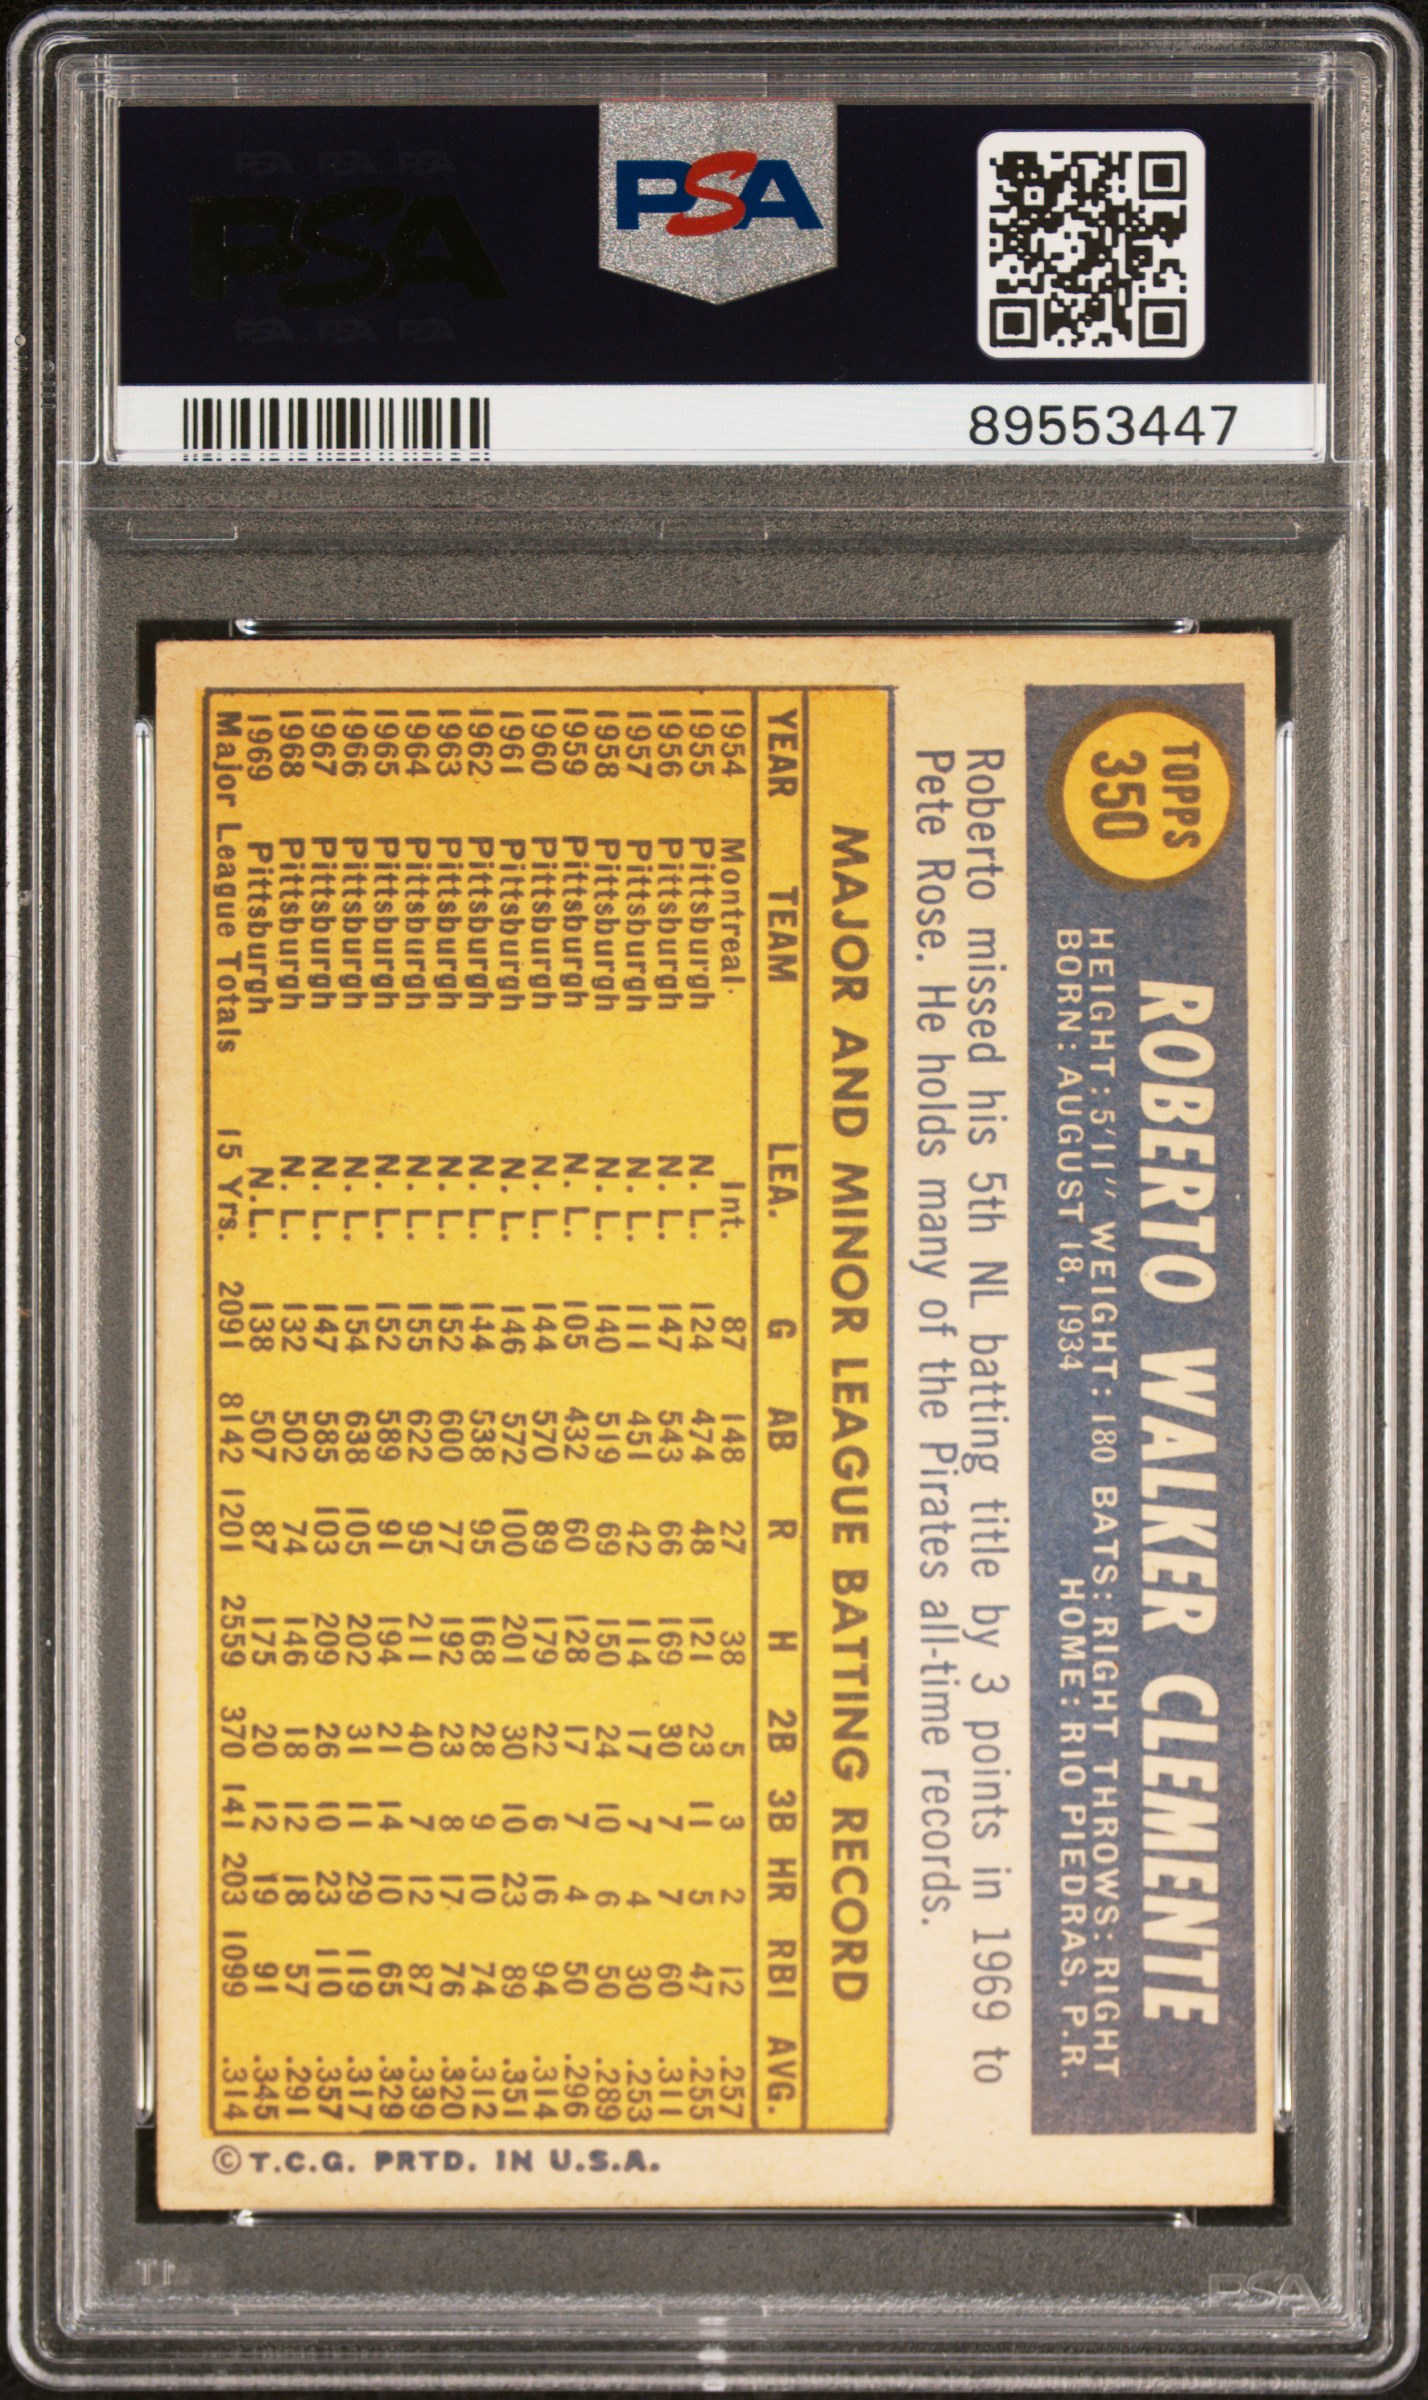 PSA PSA PSA
PSA
PSA PSA PSA
PSA
89553447
TOPPS
350
ROBERTO WALKER CLEMENTE
HEIGHT: 5'11" WEIGHT: 180 BATS: RIGHT THROWS: RIGHT
BORN: AUGUST 18, 1934 HOME: RIO PIEDRAS, P.R.
Roberto missed his 5th NL batting title by 3 points in 1969 to
Pete Rose. He holds many of the Pirates all-time records.
MAJOR AND MINOR LEAGUE BATTING RECORD
YEAR TEAM LEA. G AB R H 2B 3B HR RBI AVG.
1954 Montreal Int. 87 148 27 38 5 3 2 12 .257
1955 Pittsburgh N. L. 124 474 48 121 23 11 5 47 .255
1956 Pittsburgh N. L. 147 543 66 169 30 7 7 60 .311
1957 Pittsburgh N. L. 111 451 42 114 17 7 4 30 .253
1958 Pittsburgh N. L. 140 519 69 150 24 10 6 50 .289
1959 Pittsburgh N. L. 105 432 60 128 17 7 4 50 .296
1960 Pittsburgh N. L. 144 570 89 179 22 6 16 94 .314
1961 Pittsburgh N. L. 146 572 100 201 30 10 23 89 .351
1962 Pittsburgh N. L. 144 538 95 168 28 9 10 74 .312
1963 Pittsburgh N. L. 152 600 77 192 23 8 17 76 .320
1964 Pittsburgh N. L. 155 622 95 211 40 7 12 87 .339
1965 Pittsburgh N. L. 152 589 91 194 21 14 10 65 .329
1966 Pittsburgh N. L. 154 638 105 202 31 11 29 119 .317
1967 Pittsburgh N. L. 147 585 103 209 26 10 23 110 .357
1968 Pittsburgh N. L. 132 502 74 146 18 12 18 57 .291
1969 Pittsburgh N.L. 138 507 87 175 20 12 19 91 .345
Major League Totals 15 Yrs. 2091 8142 1201 2559 370 141 203 1099 .314
© T.C.G. PRTD. IN U.S.A.
PSA